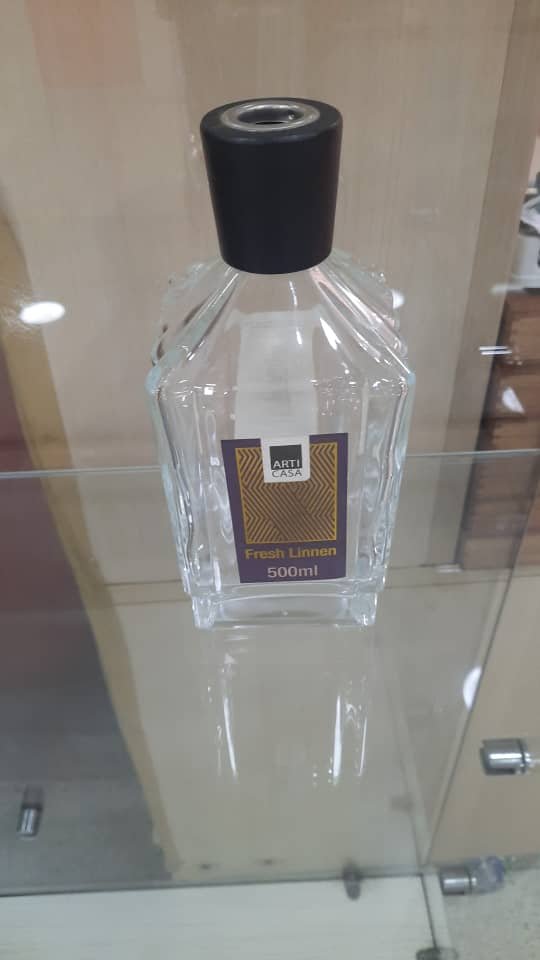 ARTI
CASA
Fresh Linnen
500ml